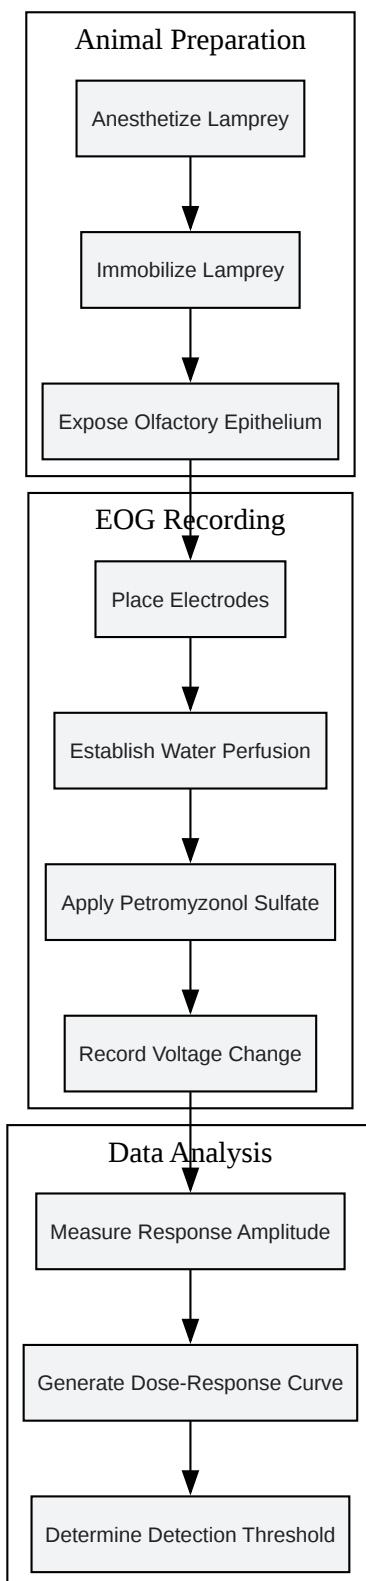 Animal Preparation
Anesthetize Lamprey
Immobilize Lamprey
Expose Olfactory Epithelium
EOG Recording
Place Electrodes
Establish Water Perfusion
Apply Petromyzonol Sulfate
Record Voltage Change
Data Analysis
Measure Response Amplitude
Generate Dose-Response Curve
Determine Detection Threshold